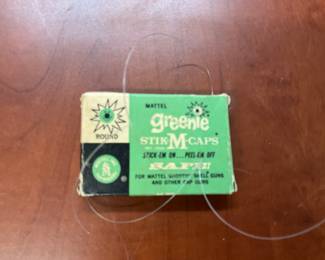 MATTEL
greenie
ROUND
STIK-M-CAPS
STICK-EM ON...PEEL-EM OFF
SAFE!!
FOR MATTEL SHOOTIN' SHELL GUNS
AND OTHER CAP GUNS
®